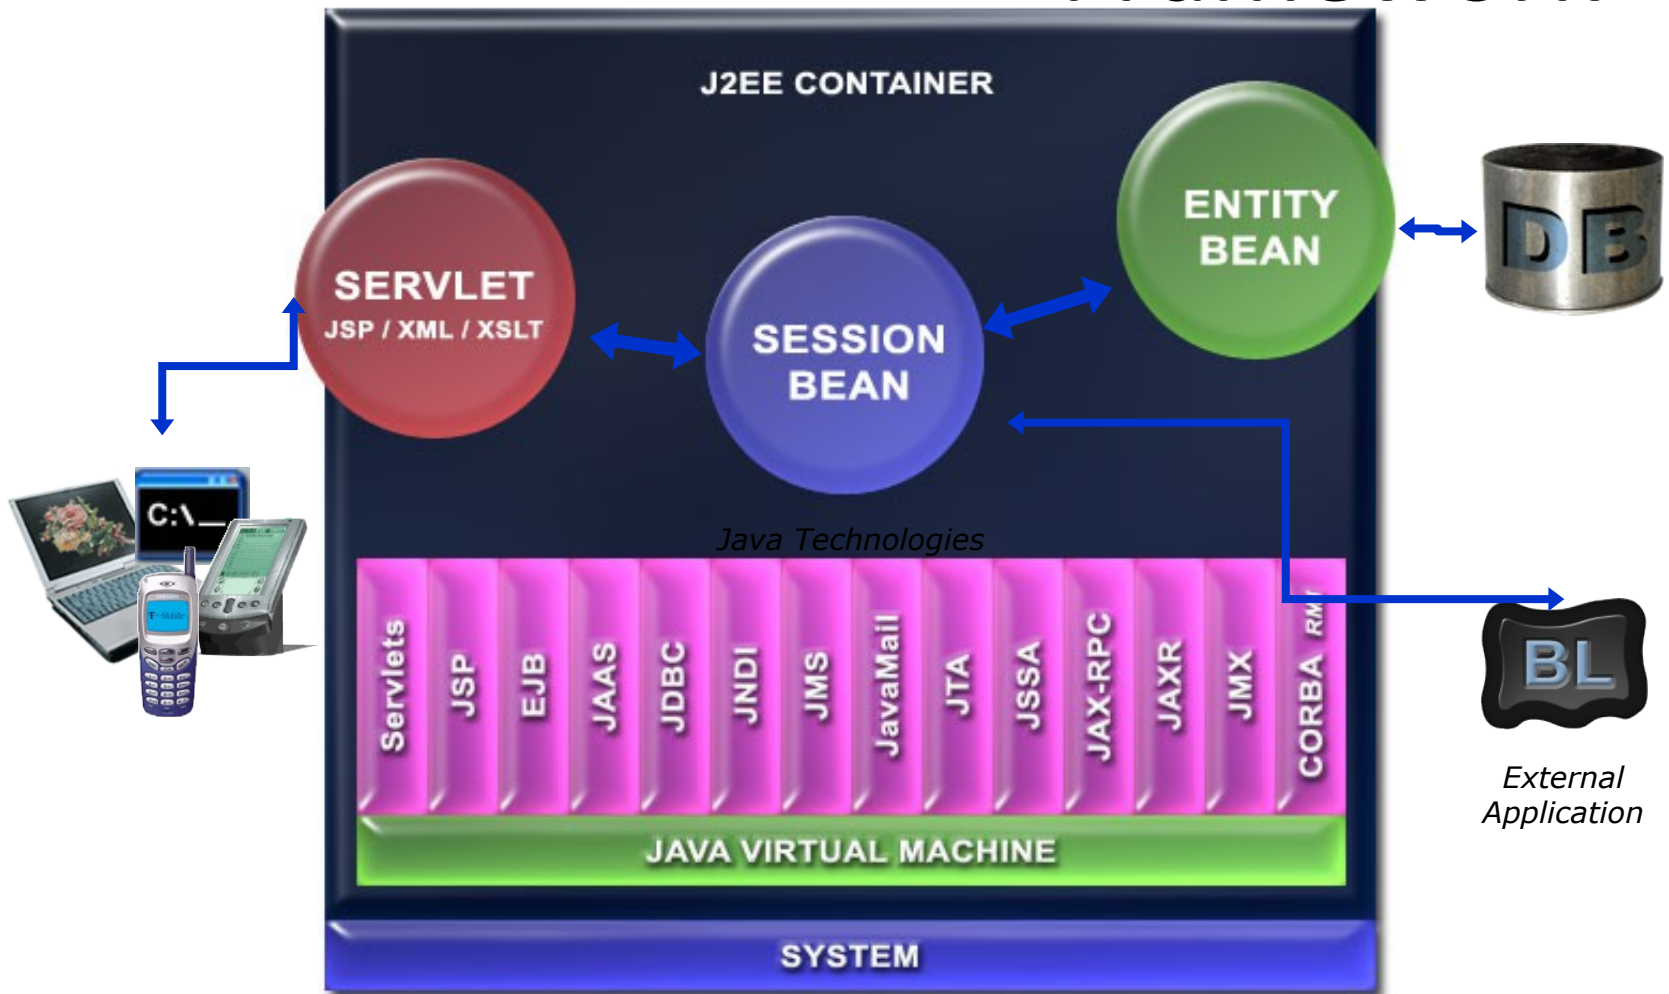 J2EE CONTAINER
ENTITY
BEAN
DB
SERVLET
JSP / XML / XSLT
SESSION
BEAN
C:\_
Java Technologies
Servlets
JSP
EJB
JAAS
JDBC
JNDI
JMS
JavaMail
JTA
JSSA
JAX-RPC
JAXR
JMX
CORBA RMI
BL
External
Application
JAVA VIRTUAL MACHINE
SYSTEM